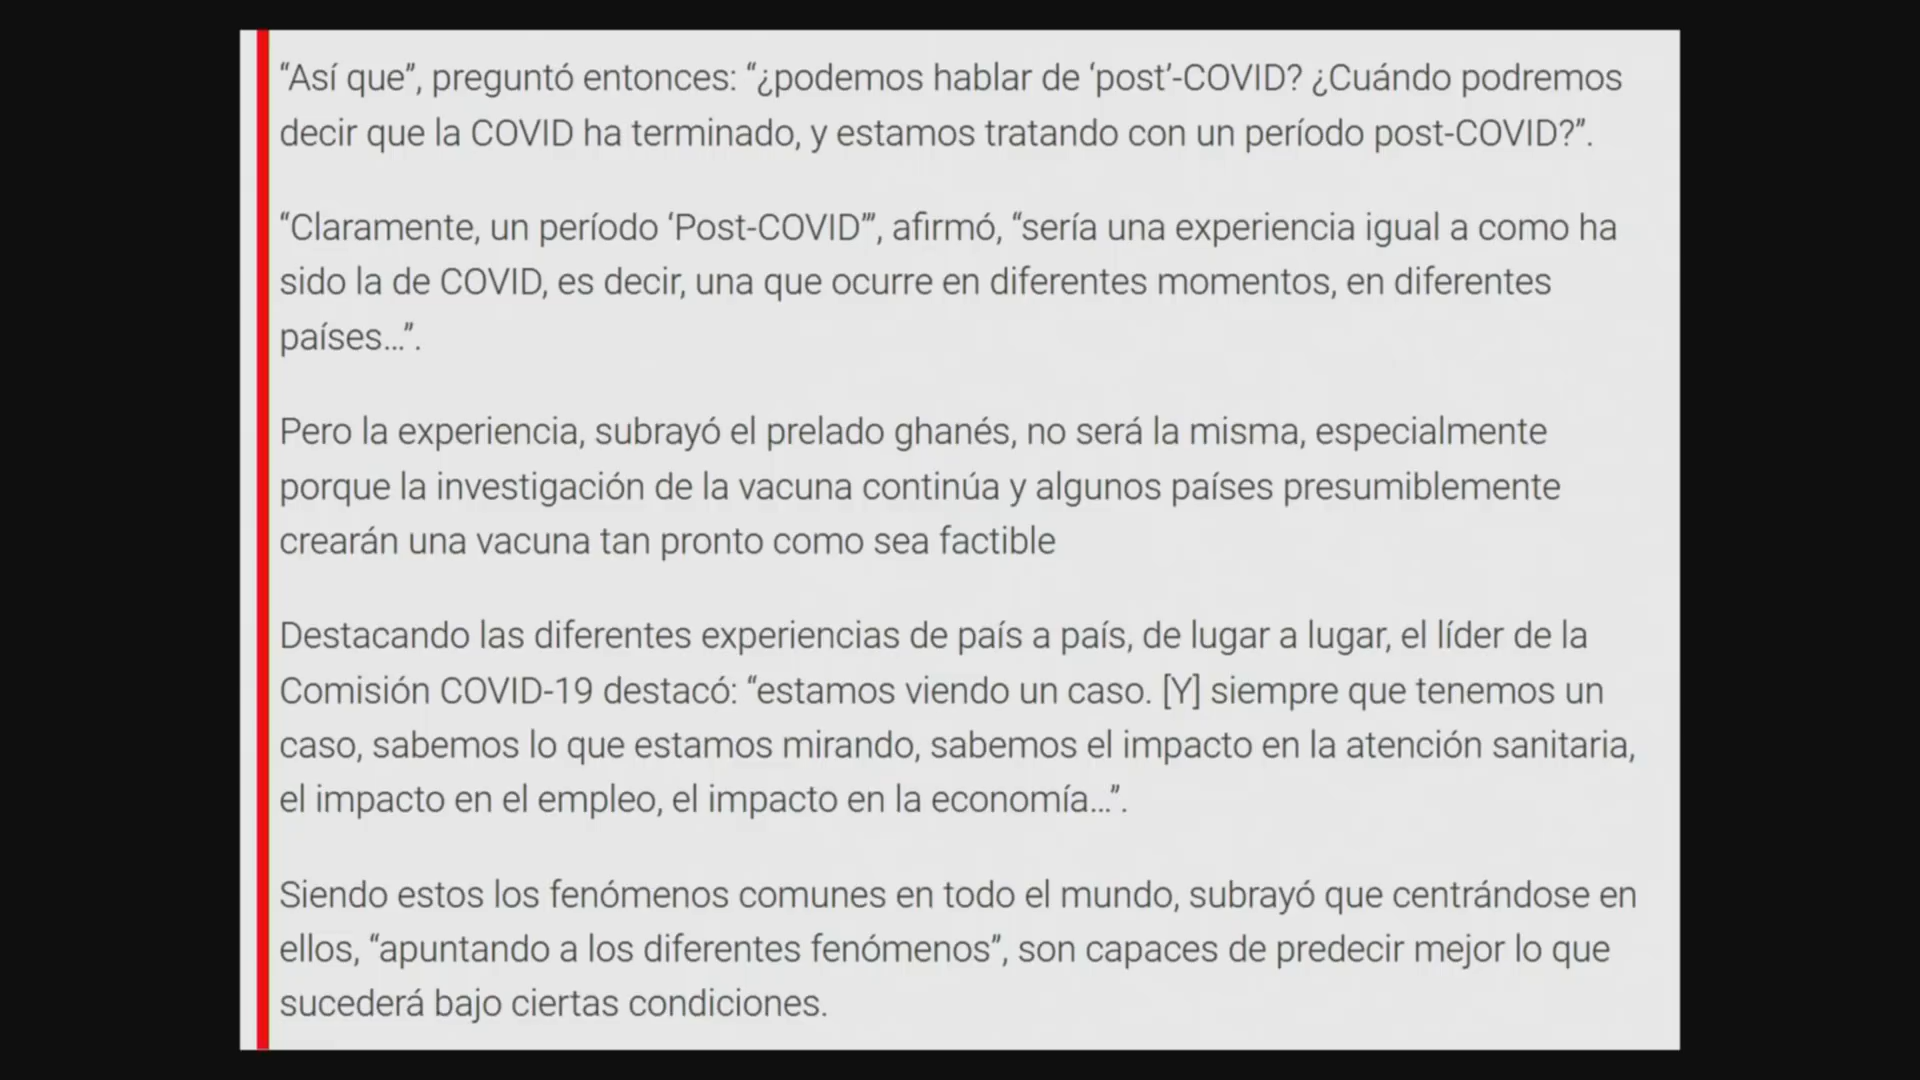 “Así que”, preguntó entonces: “¿podemos hablar de ‘post’-COVID? ¿Cuándo podremos
decir que la COVID ha terminado, y estamos tratando con un período post-COVID?”.
“Claramente, un período ‘Post-COVID’”, afirmó, “sería una experiencia igual a como ha
sido la de COVID, es decir, una que ocurre en diferentes momentos, en diferentes
países...”.
Pero la experiencia, subrayó el prelado ghanés, no será la misma, especialmente
porque la investigación de la vacuna continúa y algunos países presumiblemente
crearán una vacuna tan pronto como sea factible
Destacando las diferentes experiencias de país a país, de lugar a lugar, el líder de la
Comisión COVID-19 destacó: “estamos viendo un caso. [Y] siempre que tenemos un
caso, sabemos lo que estamos mirando, sabemos el impacto en la atención sanitaria,
el impacto en el empleo, el impacto en la economía...”.
Siendo estos los fenómenos comunes en todo el mundo, subrayó que centrándose en
ellos, “apuntando a los diferentes fenómenos”, son capaces de predecir mejor lo que
sucederá bajo ciertas condiciones.